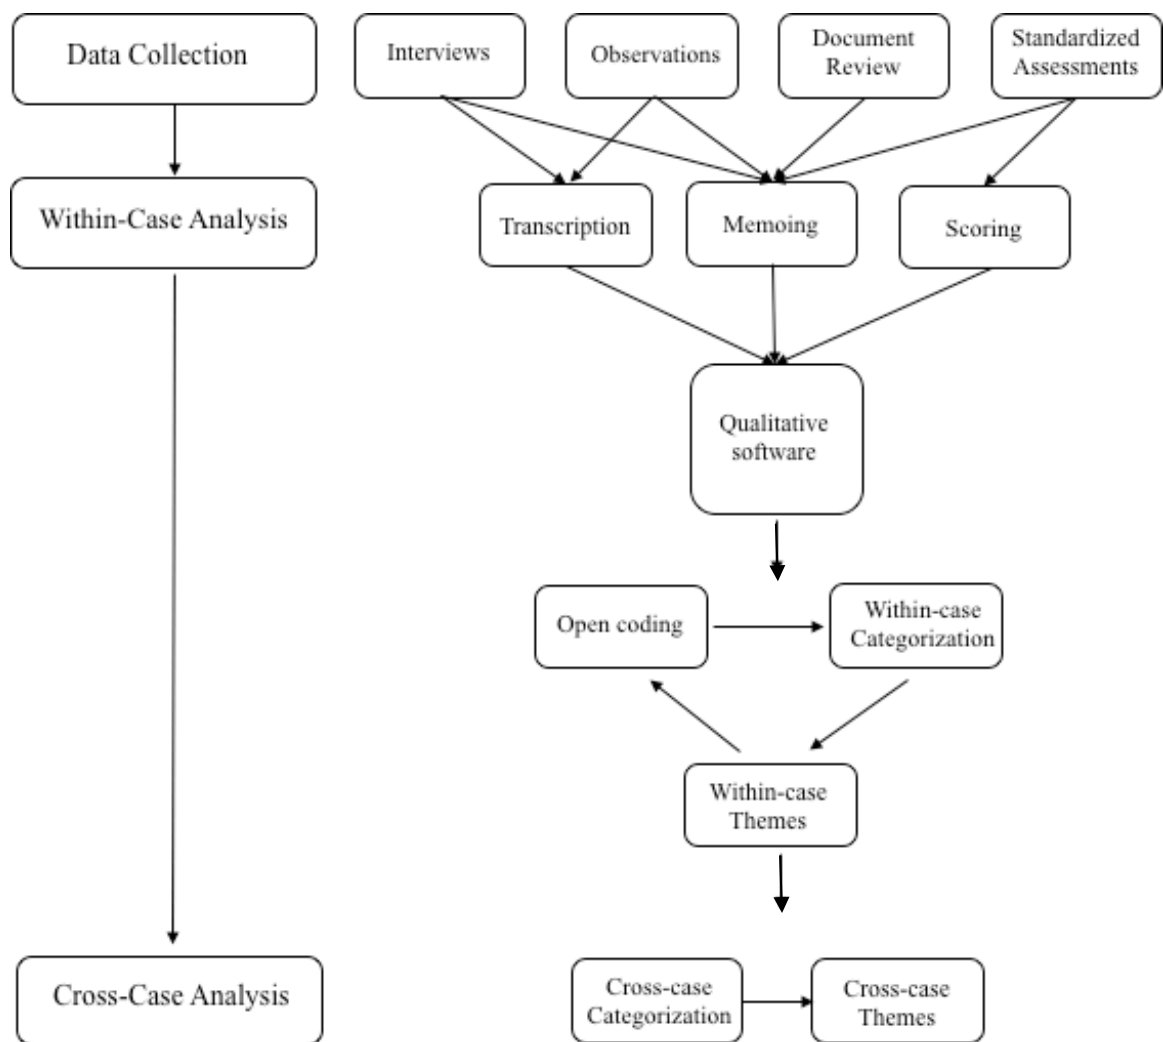 Data Collection
Interviews
Observations
Document
Review
Standardized
Assessments
Within-Case Analysis
Transcription
Memoing
Scoring
Qualitative
software
Open coding
Within-case
Categorization
Within-case
Themes
Cross-Case Analysis
Cross-case
Categorization
Cross-case
Themes